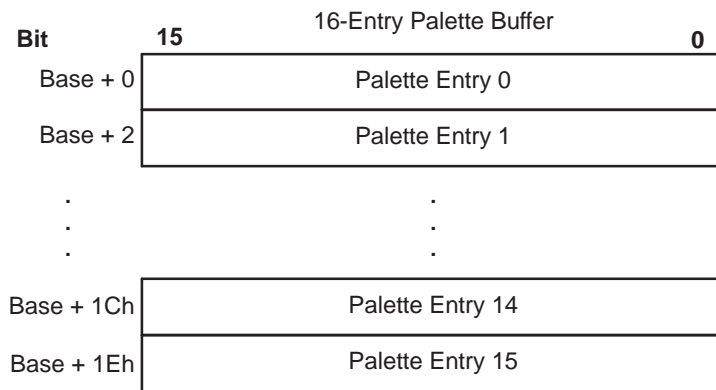 16-Entry Palette Buffer
Bit 15 0
Base + 0 Palette Entry 0
Base + 2 Palette Entry 1
. .
. .
. .
Base + 1Ch Palette Entry 14
Base + 1Eh Palette Entry 15